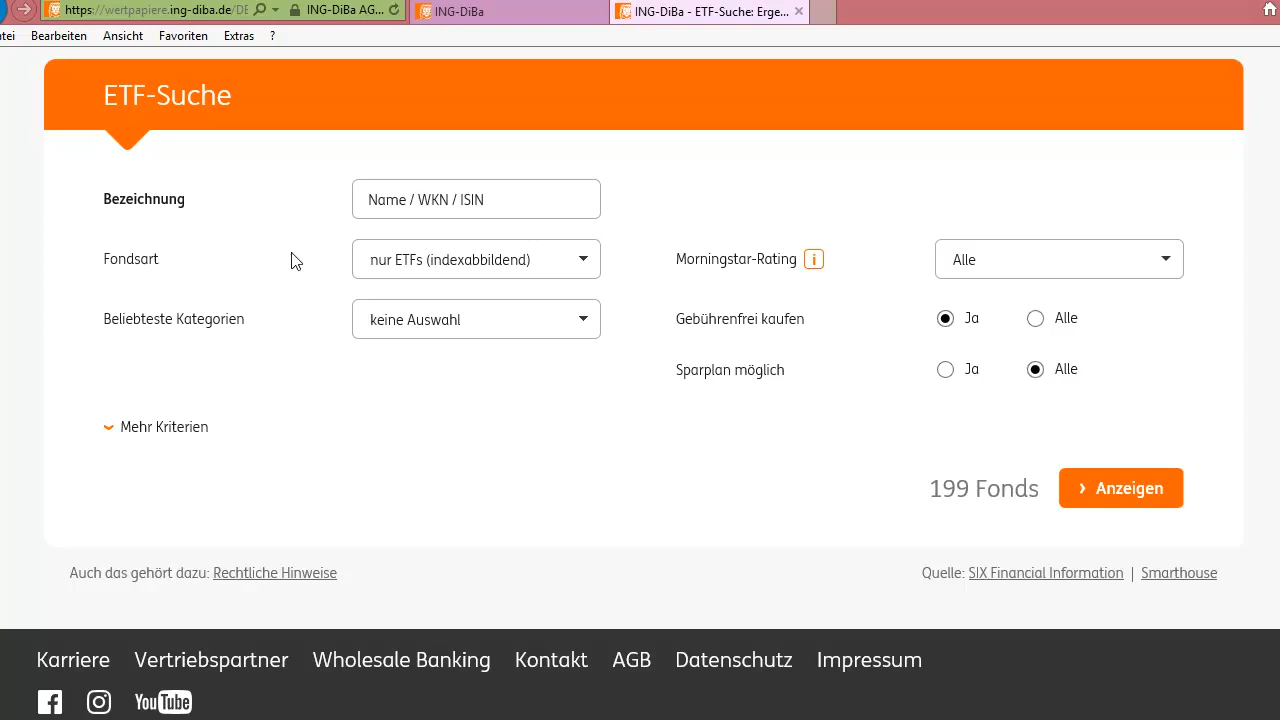 https://wertpapiere.ing-diba.de/DE ING-DiBa AG... ING-DiBa ING-DiBa - ETF-Suche: Erge...
tei Bearbeiten Ansicht Favoriten Extras ?
ETF-Suche
Bezeichnung Name / WKN / ISIN
Fondsart nur ETFs (indexabbildend) Morningstar-Rating i Alle
Beliebteste Kategorien keine Auswahl Gebührenfrei kaufen Ja Alle
Sparplan möglich Ja Alle
Mehr Kriterien
199 Fonds › Anzeigen
Auch das gehört dazu: Rechtliche Hinweise Quelle: SIX Financial Information | Smarthouse
Karriere Vertriebspartner Wholesale Banking Kontakt AGB Datenschutz Impressum
YouTube